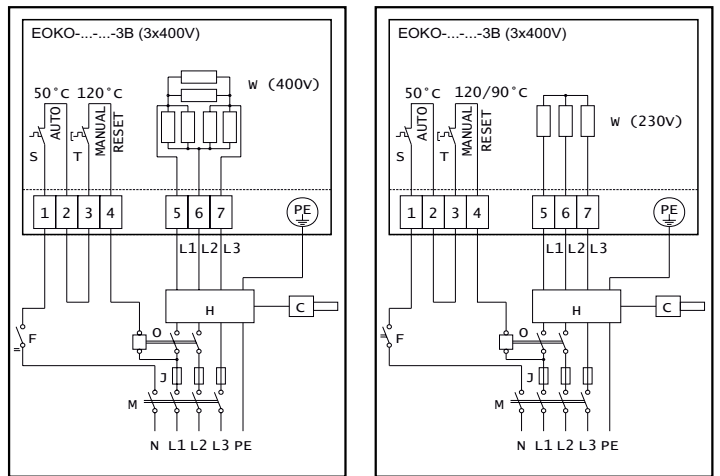 EOKO-...-...-3B (3x400V)
50°C 120°C
W (400V)
AUTO
MANUAL RESET
S T
1 2 3 4 5 6 7 PE
L1 L2 L3
H C
F O
J
M
N L1 L2 L3 PE
EOKO-...-...-3B (3x400V)
50°C 120/90°C
AUTO
MANUAL RESET
W (230V)
S T
1 2 3 4 5 6 7 PE
L1 L2 L3
H C
F O
J
M
N L1 L2 L3 PE